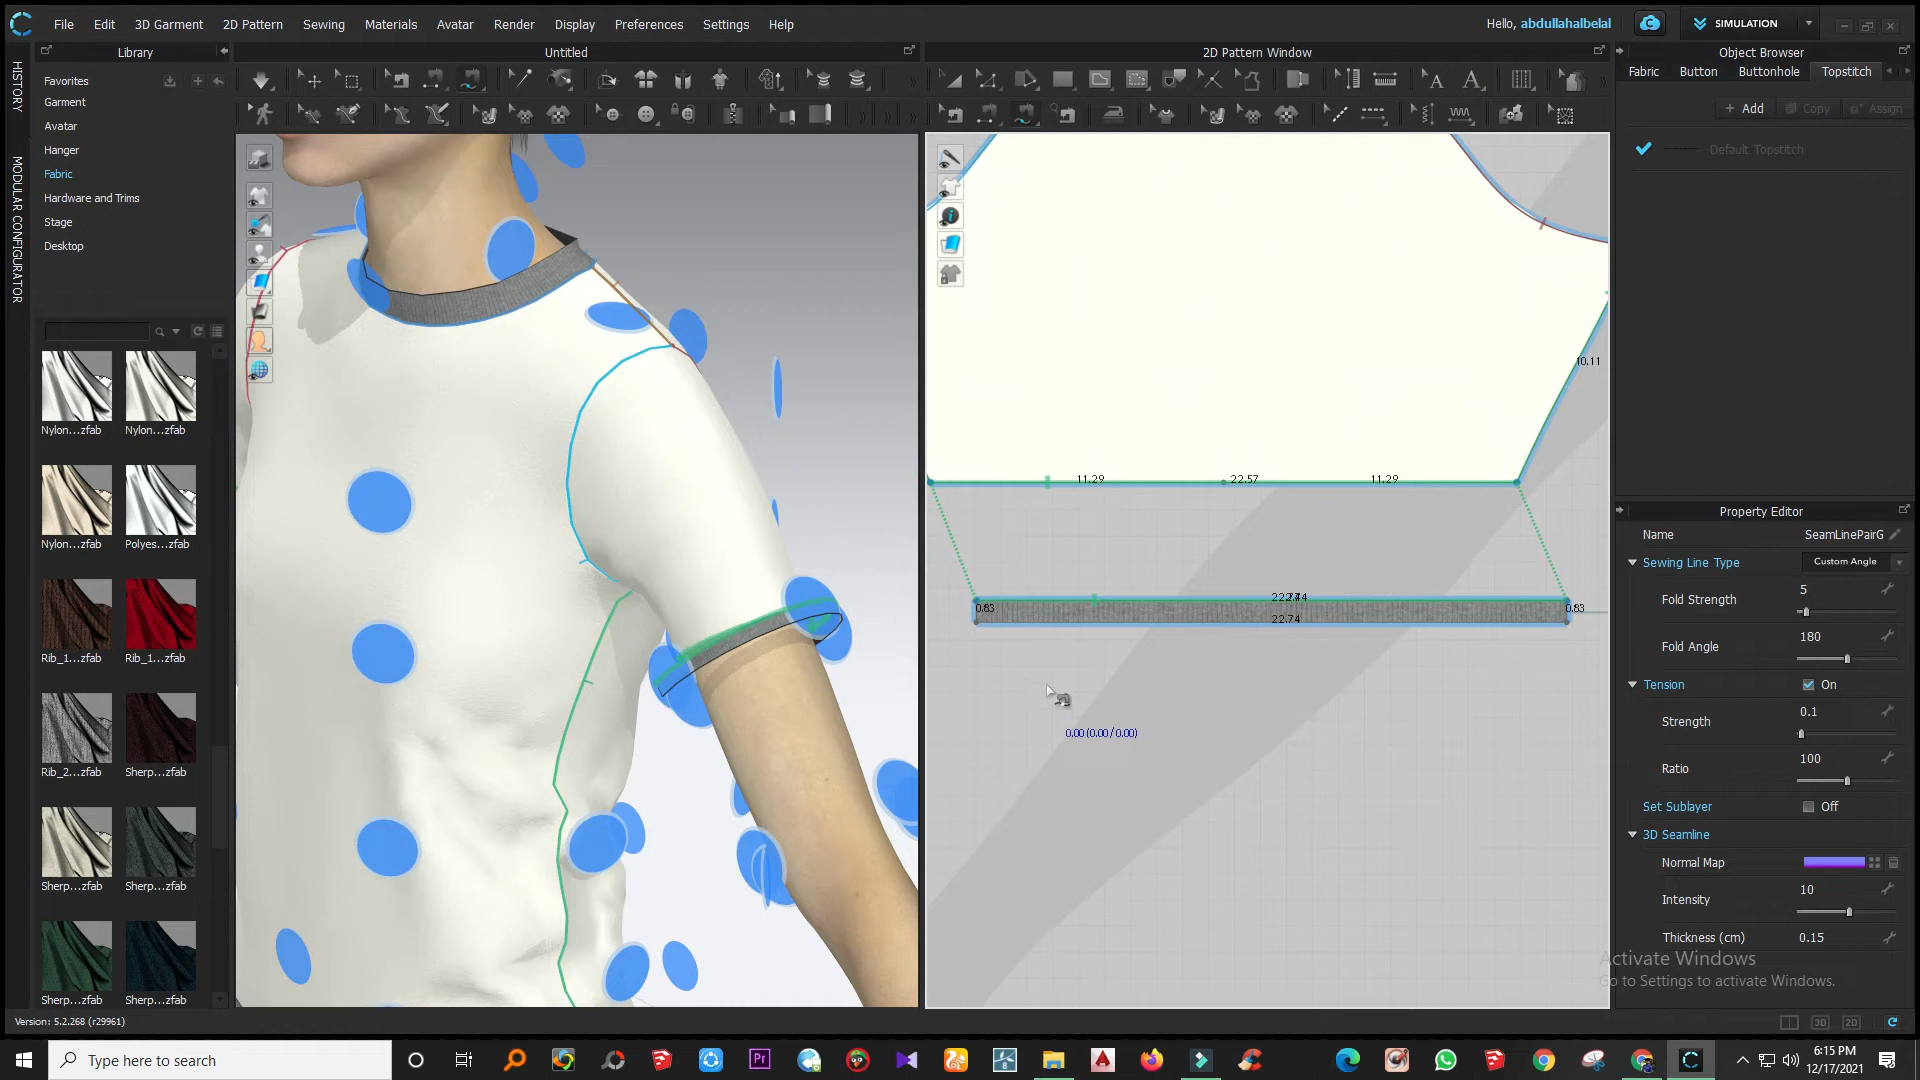 File Edit 3D Garment 2D Pattern Sewing Materials Avatar Render Display Preferences Settings Help
Hello, abdullahalbelal
SIMULATION
Library
Untitled
2D Pattern Window
Object Browser
HISTORY
MODULAR CONFIGURATOR
Favorites
Garment
Avatar
Hanger
Fabric
Hardware and Trims
Stage
Desktop
Fabric Button Buttonhole Topstitch
+ Add Copy Assign
Default Topstitch
Nylon...zfab Nylon...zfab
Nylon...zfab Polyes...zfab
Rib_1...zfab Rib_1...zfab
Rib_2...zfab Sherp...zfab
Sherp...zfab Sherp...zfab
Sherp...zfab Sherp...zfab
10.11
11.29 22.57 11.29
0.83 0.83
22.74
0.00 (0.00 / 0.00)
Property Editor
Name SeamLinePairG
Sewing Line Type Custom Angle
Fold Strength 5
Fold Angle 180
Tension On
Strength 0.1
Ratio 100
Set Sublayer Off
3D Seamline
Normal Map
Intensity 10
Thickness (cm) 0.15
Activate Windows
Go to Settings to activate Windows.
Version: 5.2.268 (r29961)
3D 2D
Type here to search
Pr
6:15 PM
12/17/2021